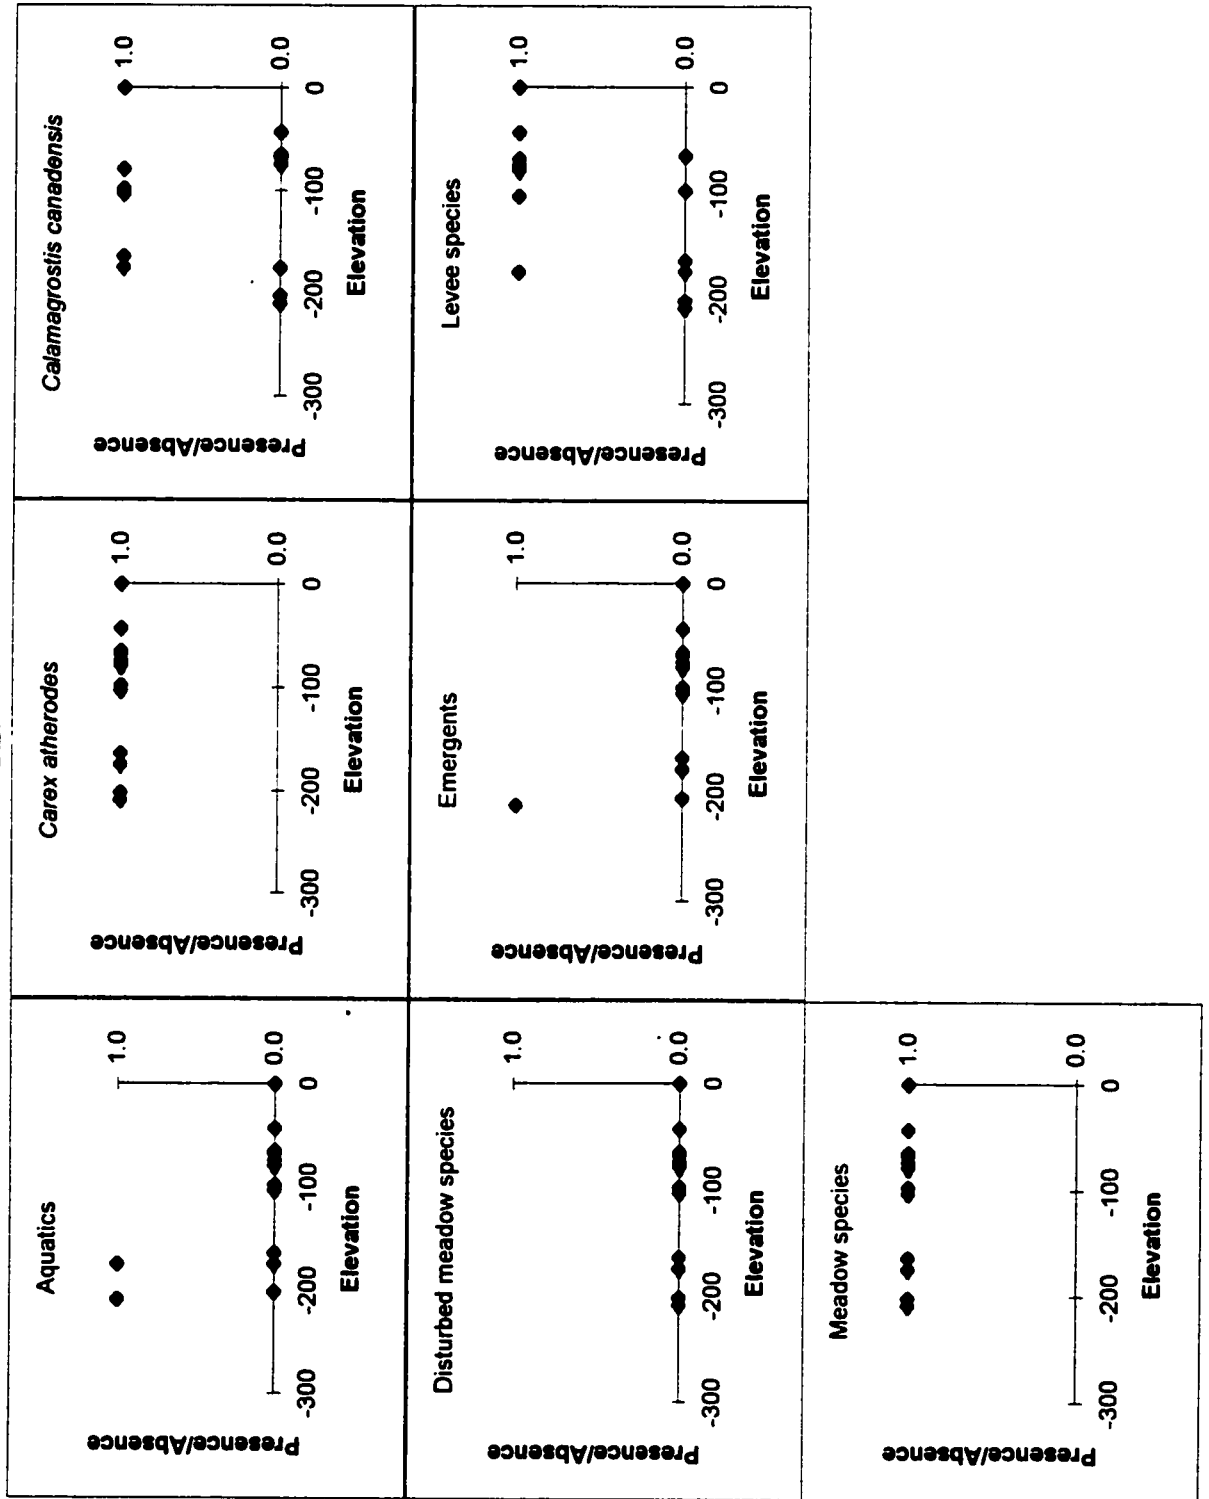 Aquatics
Presence/Absence
1.0
0.0
-300
-200
-100
0
Elevation
Carex atherodes
Presence/Absence
1.0
0.0
-300
-200
-100
0
Elevation
Calamagrostis canadensis
Presence/Absence
1.0
0.0
-300
-200
-100
0
Elevation
Disturbed meadow species
Presence/Absence
1.0
0.0
-300
-200
-100
0
Elevation
Emergents
Presence/Absence
1.0
0.0
-300
-200
-100
0
Elevation
Levee species
Presence/Absence
1.0
0.0
-300
-200
-100
0
Elevation
Meadow species
Presence/Absence
1.0
0.0
-300
-200
-100
0
Elevation